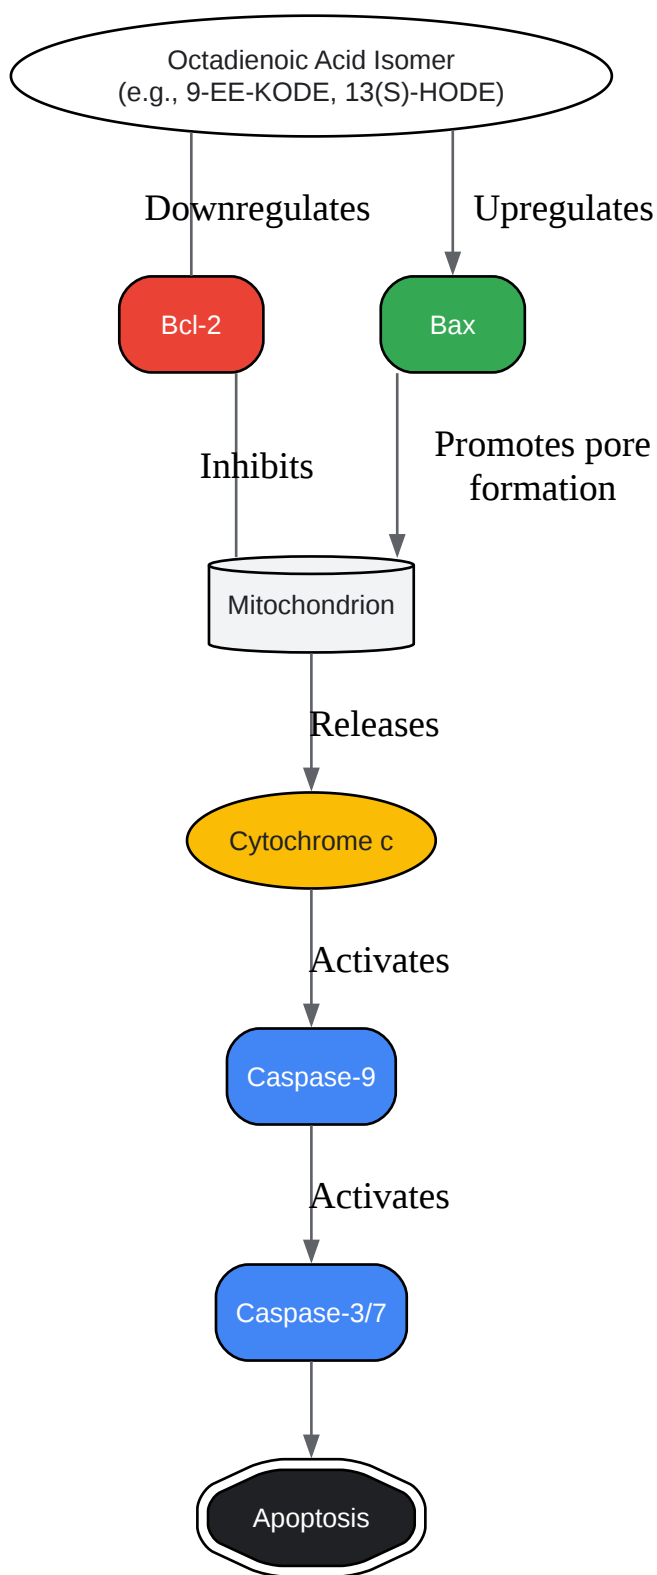 Octadienoic Acid Isomer
(e.g., 9-EE-KODE, 13(S)-HODE)
Downregulates
Upregulates
Bcl-2
Bax
Inhibits
Promotes pore
formation
Mitochondrion
Releases
Cytochrome c
Activates
Caspase-9
Activates
Caspase-3/7
Apoptosis